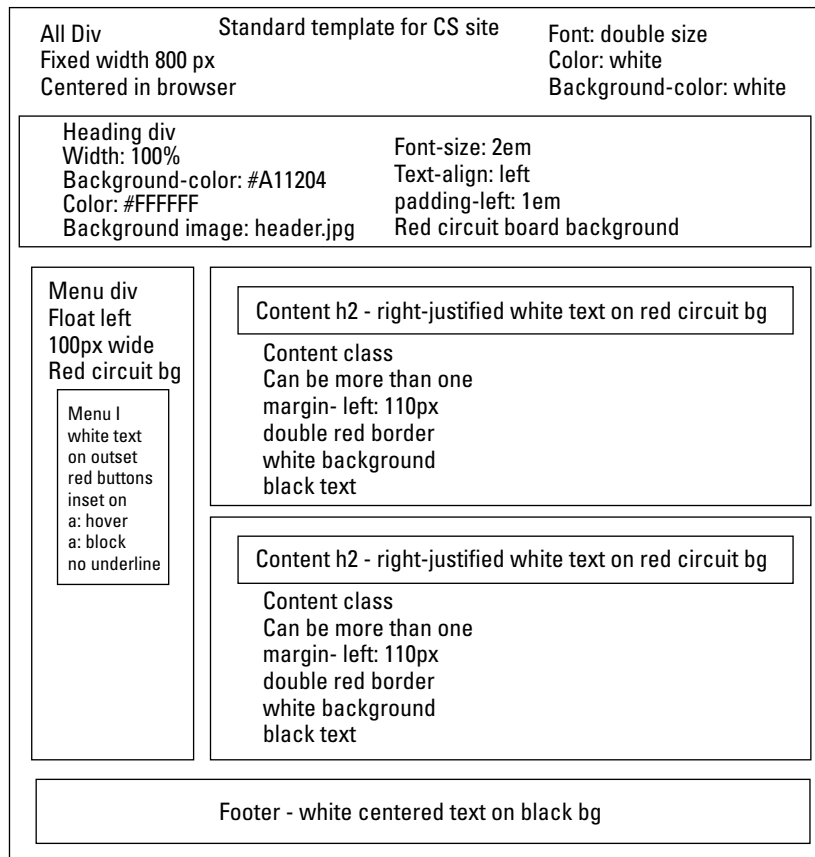 Standard template for CS site
All Div
Fixed width 800 px
Centered in browser
Font: double size
Color: white
Background-color: white
Heading div
Width: 100%
Background-color: #A11204
Color: #FFFFFF
Background image: header.jpg
Font-size: 2em
Text-align: left
padding-left: 1em
Red circuit board background
Menu div
Float left
100px wide
Red circuit bg
Menu l
white text
on outset
red buttons
inset on
a: hover
a: block
no underline
Content h2 - right-justified white text on red circuit bg
Content class
Can be more than one
margin- left: 110px
double red border
white background
black text
Content h2 - right-justified white text on red circuit bg
Content class
Can be more than one
margin- left: 110px
double red border
white background
black text
Footer - white centered text on black bg